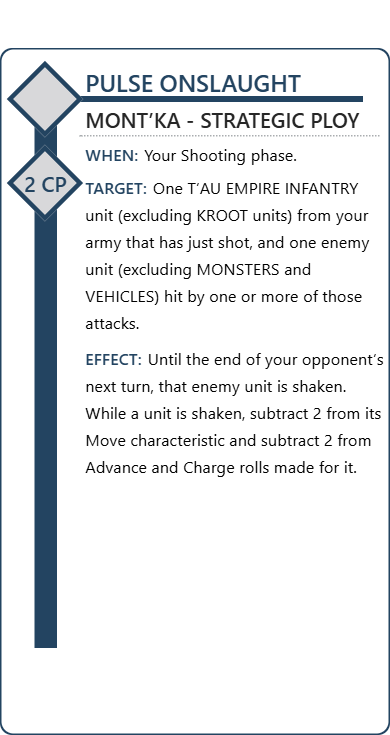 PULSE ONSLAUGHT
MONT’KA - STRATEGIC PLOY
WHEN: Your Shooting phase.
2 CP
TARGET: One T’AU EMPIRE INFANTRY
unit (excluding KROOT units) from your
army that has just shot, and one enemy
unit (excluding MONSTERS and
VEHICLES) hit by one or more of those
attacks.
EFFECT: Until the end of your opponent’s
next turn, that enemy unit is shaken.
While a unit is shaken, subtract 2 from its
Move characteristic and subtract 2 from
Advance and Charge rolls made for it.